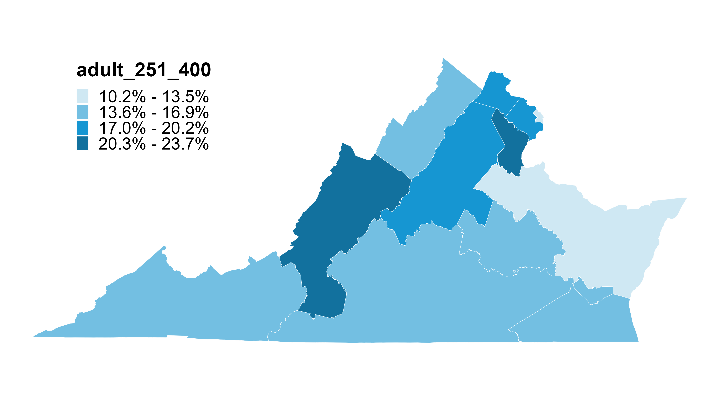 adult_251_400
10.2% - 13.5%
13.6% - 16.9%
17.0% - 20.2%
20.3% - 23.7%